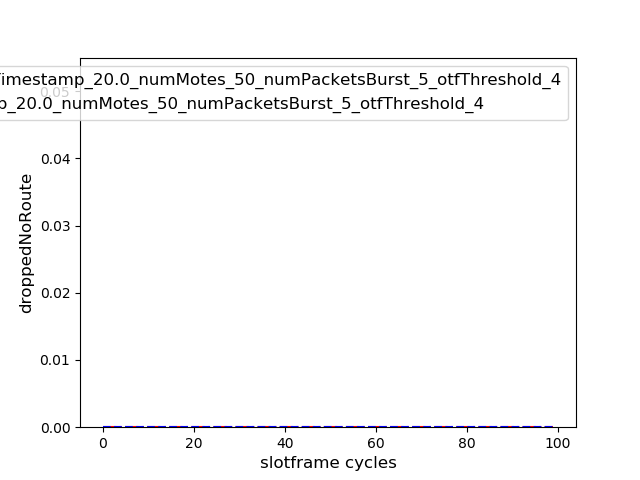 imestamp_20.0_numMotes_50_numPacketsBurst_5_otfThreshold_4
p_20.0_numMotes_50_numPacketsBurst_5_otfThreshold_4
0.05
0.04
0.03
0.02
0.01
0.00
droppedNoRoute
0 20 40 60 80 100
slotframe cycles